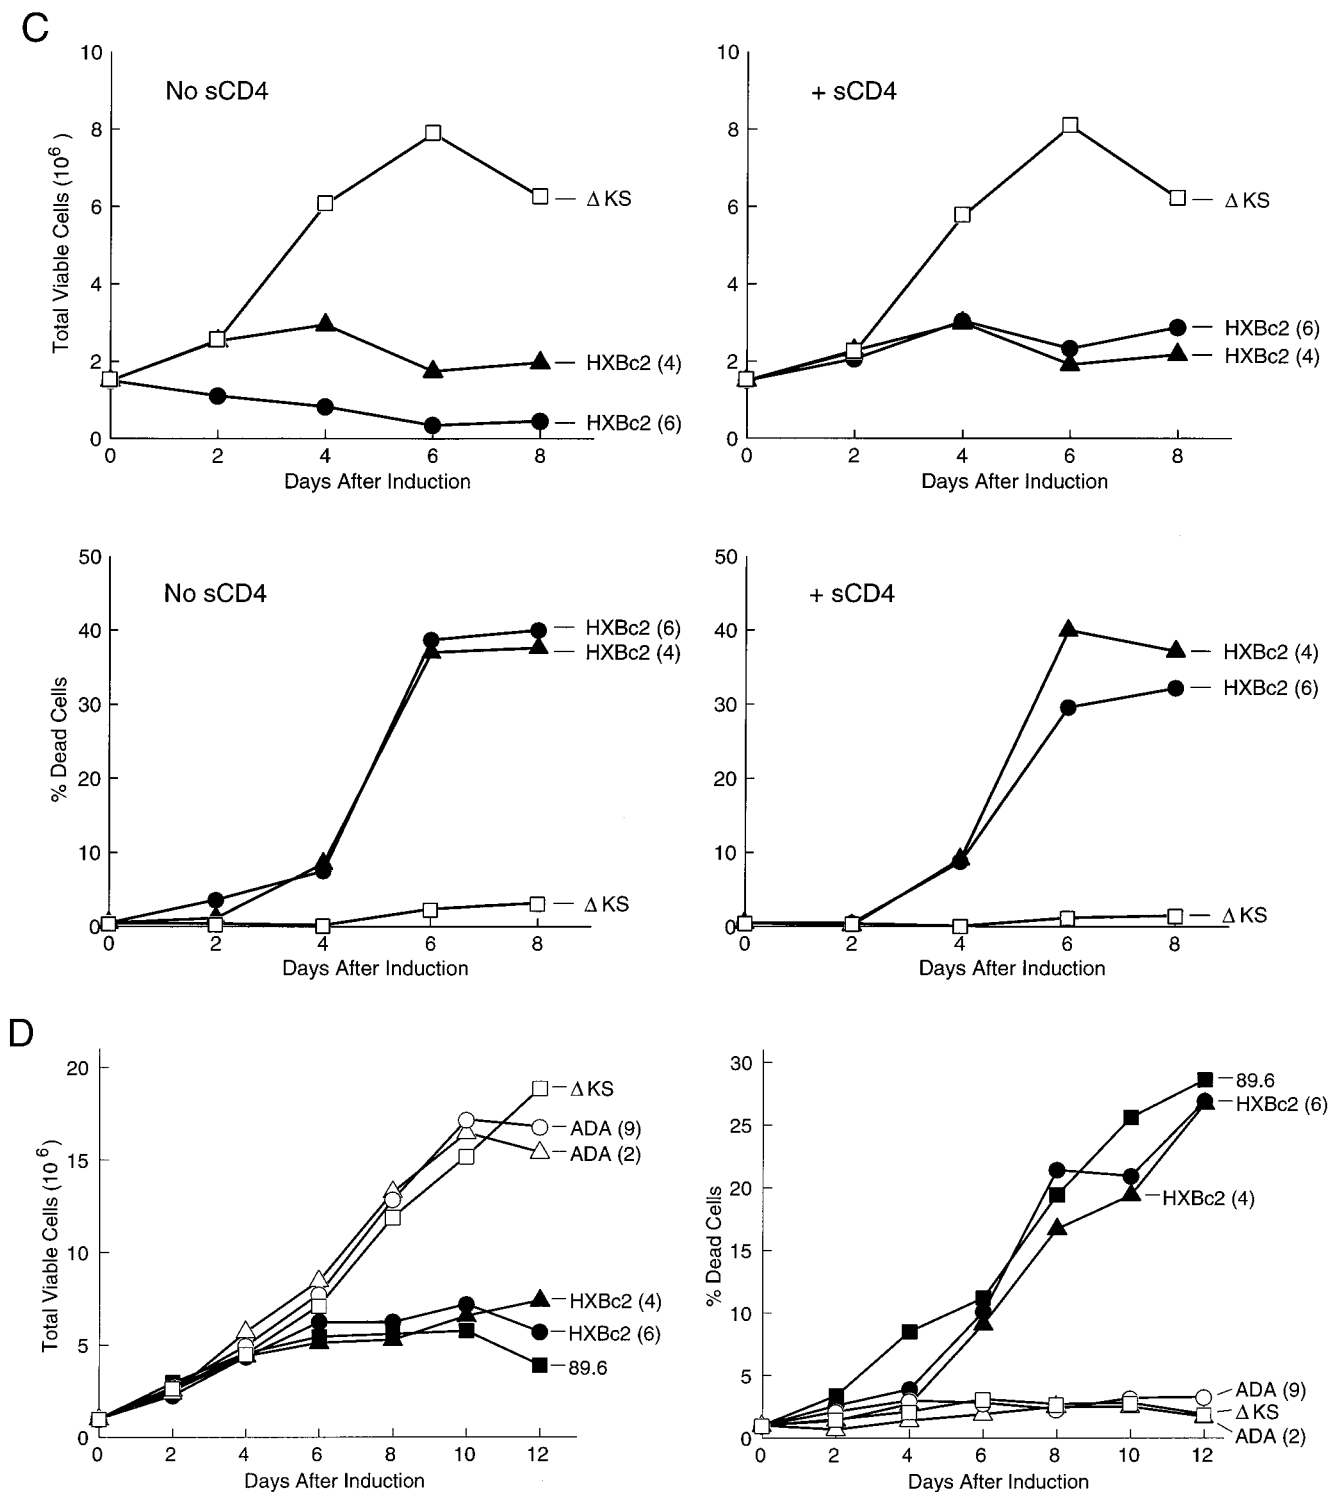 C
No sCD4
Total Viable Cells (10⁶)
10
8
6
4
2
0
0 2 4 6 8
Days After Induction
Δ KS
HXBc2 (4)
HXBc2 (6)
+ sCD4
10
8
6
4
2
0
0 2 4 6 8
Days After Induction
Δ KS
HXBc2 (6)
HXBc2 (4)
No sCD4
% Dead Cells
50
40
30
20
10
0
0 2 4 6 8
Days After Induction
HXBc2 (6)
HXBc2 (4)
Δ KS
+ sCD4
50
40
30
20
10
0
0 2 4 6 8
Days After Induction
HXBc2 (4)
HXBc2 (6)
Δ KS
D
Total Viable Cells (10⁶)
20
15
10
5
0
0 2 4 6 8 10 12
Days After Induction
Δ KS
ADA (9)
ADA (2)
HXBc2 (4)
HXBc2 (6)
89.6
% Dead Cells
30
25
20
15
10
5
0
0 2 4 6 8 10 12
Days After Induction
89.6
HXBc2 (6)
HXBc2 (4)
ADA (9)
Δ KS
ADA (2)